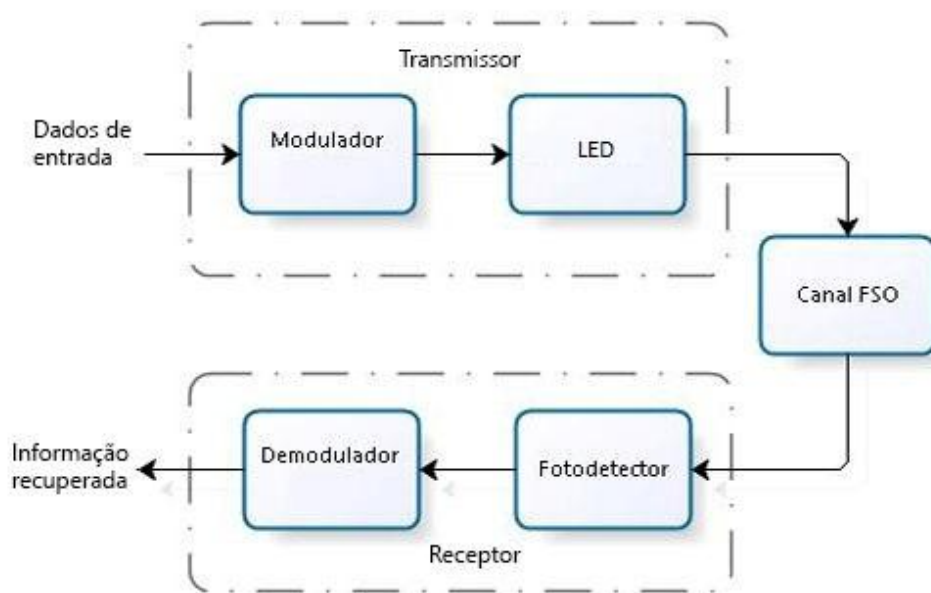 Transmissor
Dados de
entrada
Modulador
LED
Canal FSO
Informação
recuperada
Demodulador
Fotodetector
Receptor